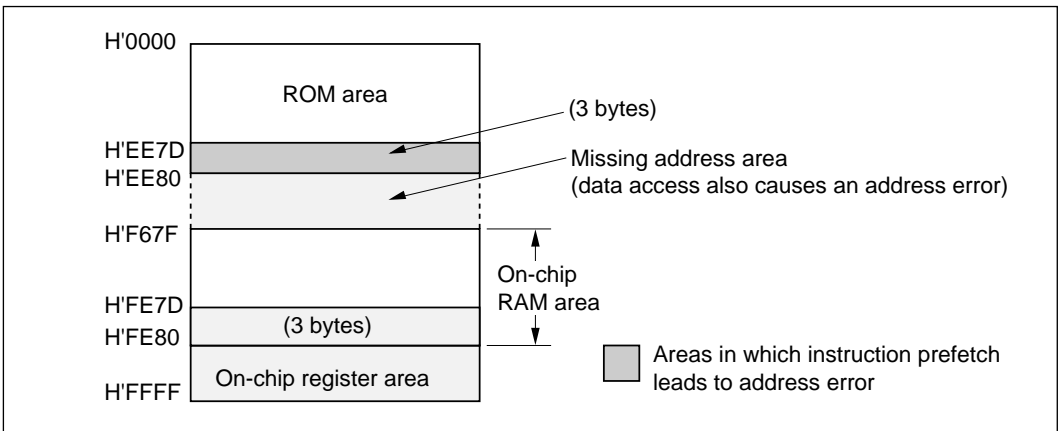 H'0000
ROM area
(3 bytes)
H'EE7D
Missing address area
H'EE80
(data access also causes an address error)
H'F67F
On-chip
RAM area
H'FE7D
(3 bytes)
H'FE80
Areas in which instruction prefetch
leads to address error
On-chip register area
H'FFFF